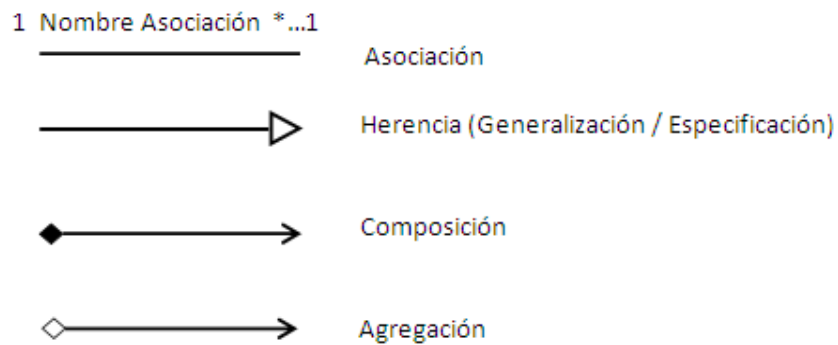 1 Nombre Asociación *...1
Asociación
Herencia (Generalización / Especificación)
Composición
Agregación